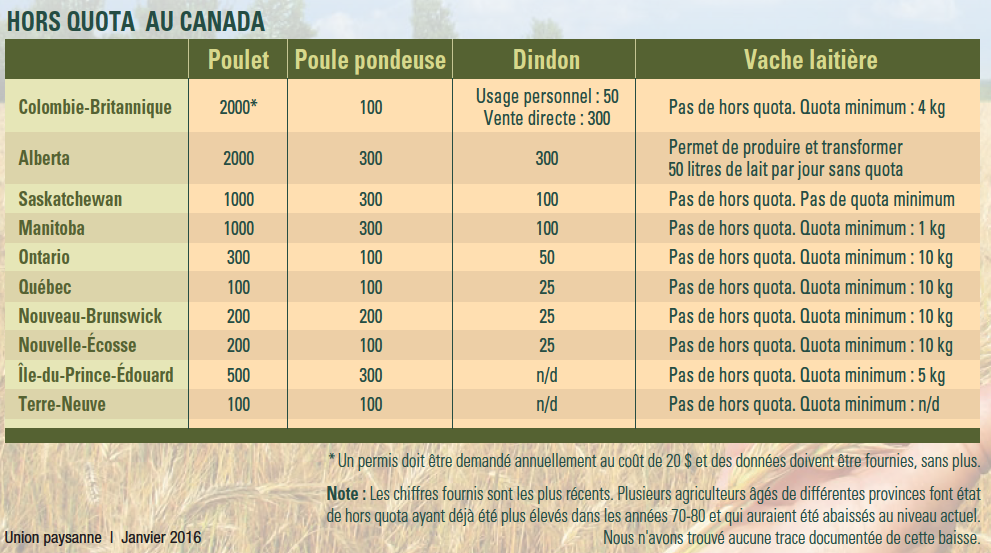 HORS QUOTA AU CANADA
Poulet Poule pondeuse Dindon Vache laitière
Colombie-Britannique 2000* 100 Usage personnel : 50 Pas de hors quota. Quota minimum : 4 kg
Vente directe : 300
Alberta 2000 300 300 Permet de produire et transformer
50 litres de lait par jour sans quota
Saskatchewan 1000 300 100 Pas de hors quota. Pas de quota minimum
Manitoba 1000 300 100 Pas de hors quota. Quota minimum : 1 kg
Ontario 300 100 50 Pas de hors quota. Quota minimum : 10 kg
Québec 100 100 25 Pas de hors quota. Quota minimum : 10 kg
Nouveau-Brunswick 200 200 25 Pas de hors quota. Quota minimum : 10 kg
Nouvelle-Écosse 200 100 25 Pas de hors quota. Quota minimum : 10 kg
Île-du-Prince-Édouard 500 300 n/d Pas de hors quota. Quota minimum : 5 kg
Terre-Neuve 100 100 n/d Pas de hors quota. Quota minimum : n/d
* Un permis doit être demandé annuellement au coût de 20 $ et des données doivent être fournies, sans plus.
Note : Les chiffres fournis sont les plus récents. Plusieurs agriculteurs âgés de différentes provinces font état
de hors quota ayant déjà été plus élevés dans les années 70-80 et qui auraient été abaissés au niveau actuel.
Nous n'avons trouvé aucune trace documentée de cette baisse.
Union paysanne | Janvier 2016